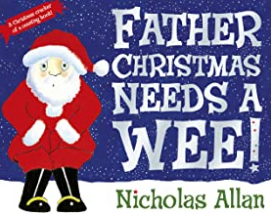 A Christmas cracker
of a counting book!
FATHER
CHRISTMAS
NEEDS A
WEE!
Nicholas Allan